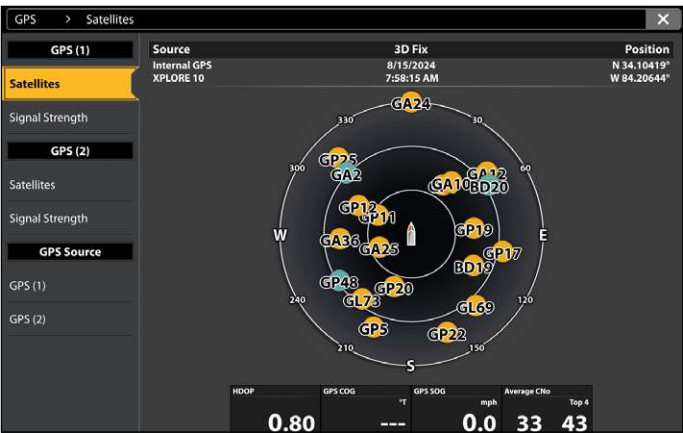 GPS > Satellites
GPS (1)
Satellites
Signal Strength
GPS (2)
Satellites
Signal Strength
GPS Source
GPS (1)
GPS (2)
Source 3D Fix Position
Internal GPS 8/15/2024 N 34.10419°
XPLORE 10 7:58:15 AM W 84.20644°
GA24
330 30
GP25
300 GA2 GA12 60
GA10 BD20
GP12
GP11
GP19
W GA36 E
GA25 GP17
BD19
GP48 GP20
240 GL73 GL69 120
GP5 GP22
210 150
S
HDOP GPS COG GPS SOG Average CNo
°T mph Top 4
0.80 --- 0.0 33 43